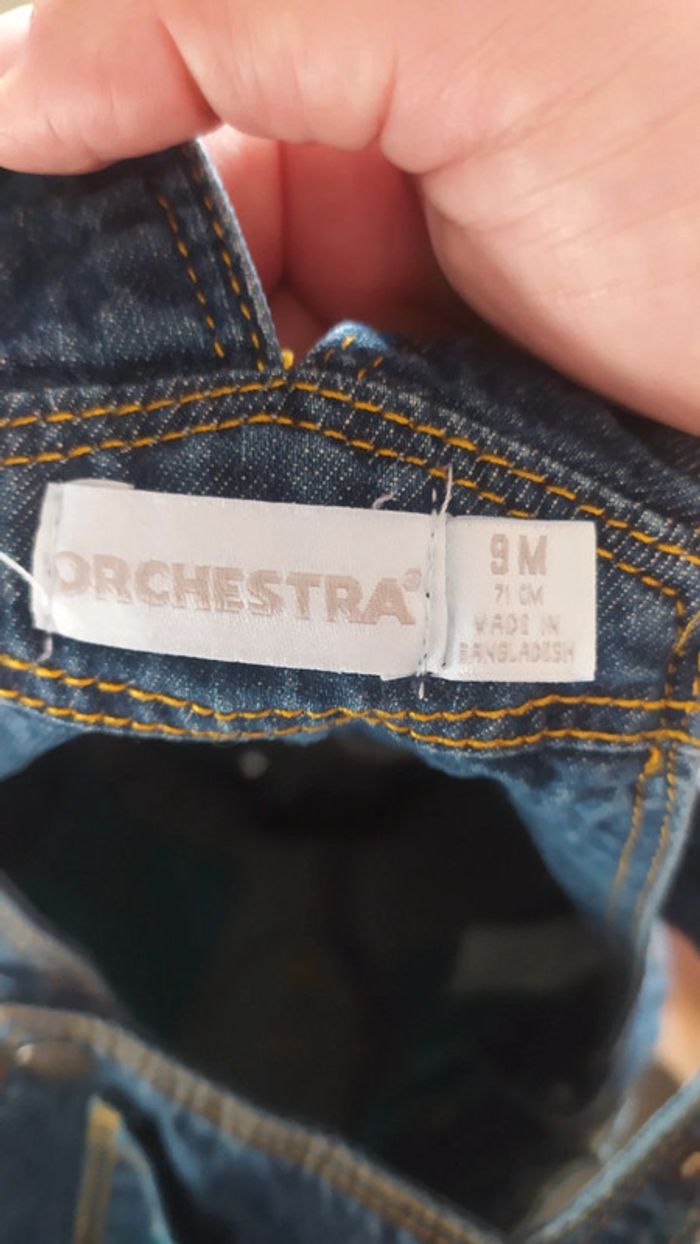 ORCHESTRA®
9 M
71 CM
MADE IN
BANGLADESH